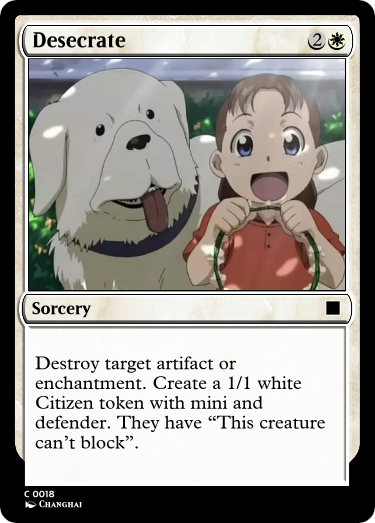 Desecrate 2
Sorcery
Destroy target artifact or
enchantment. Create a 1/1 white
Citizen token with mini and
defender. They have “This creature
can’t block”.
C 0018
Changhai